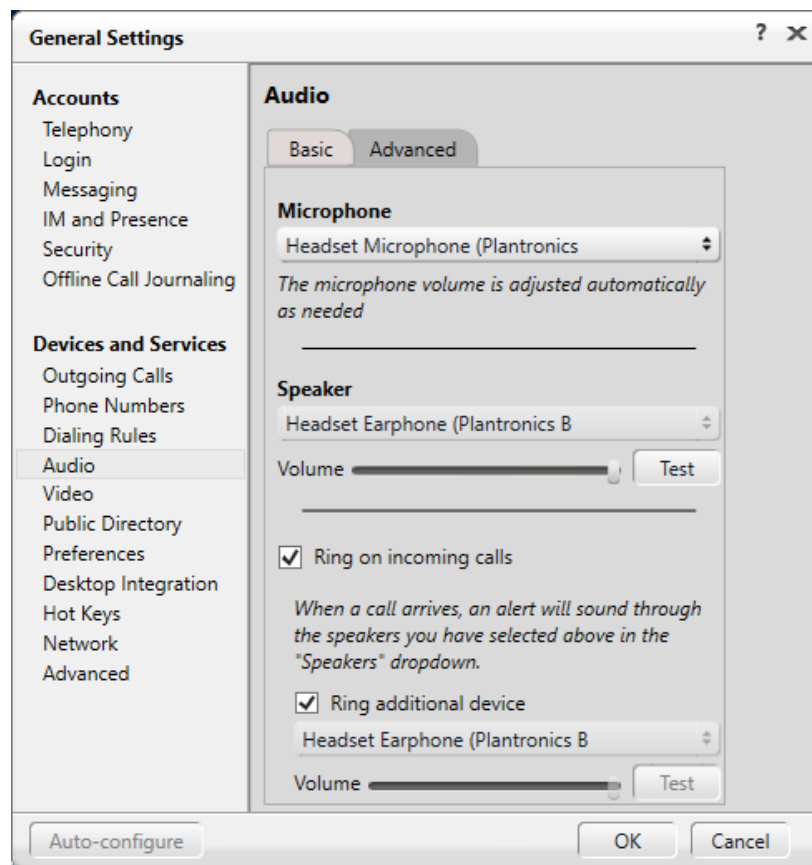 General Settings
?
Accounts
Telephony
Login
Messaging
IM and Presence
Security
Offline Call Journaling
Devices and Services
Outgoing Calls
Phone Numbers
Dialing Rules
Audio
Video
Public Directory
Preferences
Desktop Integration
Hot Keys
Network
Advanced
Audio
Basic
Advanced
Microphone
Headset Microphone (Plantronics
The microphone volume is adjusted automatically
as needed
Speaker
Headset Earphone (Plantronics B
Volume
Test
Ring on incoming calls
When a call arrives, an alert will sound through
the speakers you have selected above in the
"Speakers" dropdown.
Ring additional device
Headset Earphone (Plantronics B
Volume
Test
Auto-configure
OK
Cancel